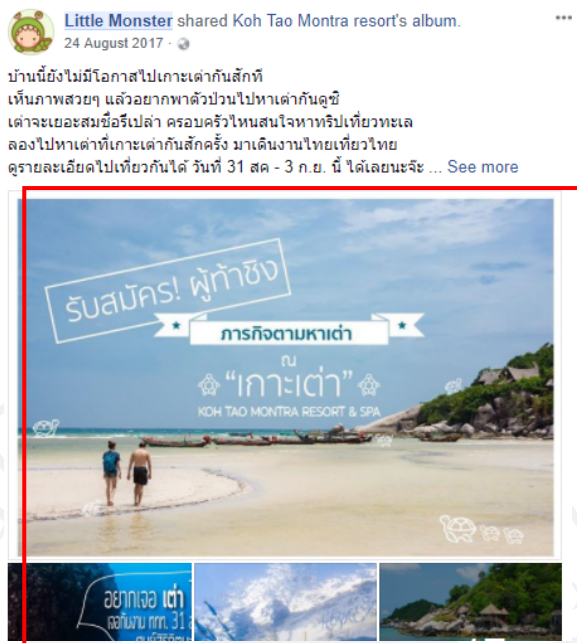 Little Monster shared Koh Tao Montra resort's album.
24 August 2017
บ้านนี้ยังไม่มีโอกาสไปเกาะเต่ากันสักที
เห็นภาพสวยๆ แล้วอยากพาตัวป่วนไปหาเต่ากันดูซิ
เต่าจะเยอะสมชื่อรึเปล่า ครอบครัวไหนสนใจหาทริปเที่ยวทะเล
ลองไปหาเต่าที่เกาะเต่ากันสักครั้ง มาเดินงานไทยเที่ยวไทย
ดูรายละเอียดไปเที่ยวกันได้ วันที่ 31 สค - 3 ก.ย. นี้ ได้เลยนะจ๊ะ ... See more
รับสมัคร! ผู้ท้าชิง
ภารกิจตามหาเต่า
ณ
"เกาะเต่า"
KOH TAO MONTRA RESORT & SPA
อยากเจอ เต่า
เจอกันงาน ททท. 31